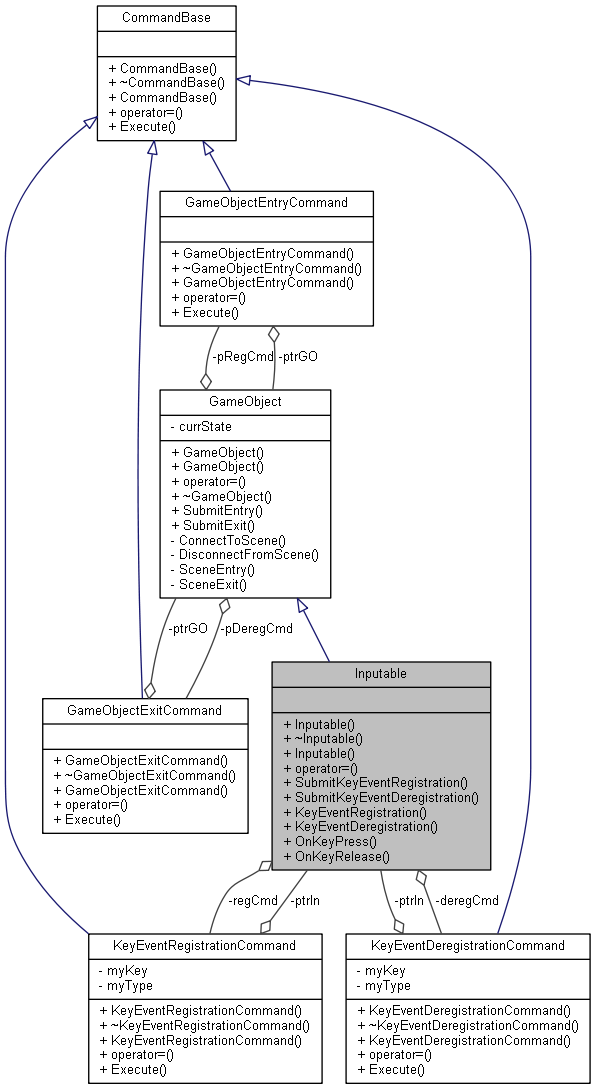 CommandBase
+ CommandBase()
+ ~CommandBase()
+ CommandBase()
+ operator=()
+ Execute()
GameObjectEntryCommand
+ GameObjectEntryCommand()
+ ~GameObjectEntryCommand()
+ GameObjectEntryCommand()
+ operator=()
+ Execute()
-pRegCmd
-ptrGO
GameObject
- currState
+ GameObject()
+ GameObject()
+ operator=()
+ ~GameObject()
+ SubmitEntry()
+ SubmitExit()
- ConnectToScene()
- DisconnectFromScene()
- SceneEntry()
- SceneExit()
-ptrGO
-pDeregCmd
GameObjectExitCommand
+ GameObjectExitCommand()
+ ~GameObjectExitCommand()
+ GameObjectExitCommand()
+ operator=()
+ Execute()
Inputable
+ Inputable()
+ ~Inputable()
+ Inputable()
+ operator=()
+ SubmitKeyEventRegistration()
+ SubmitKeyEventDeregistration()
+ KeyEventRegistration()
+ KeyEventDeregistration()
+ OnKeyPress()
+ OnKeyRelease()
-regCmd
-ptrIn
-ptrIn
-deregCmd
KeyEventRegistrationCommand
- myKey
- myType
+ KeyEventRegistrationCommand()
+ ~KeyEventRegistrationCommand()
+ KeyEventRegistrationCommand()
+ operator=()
+ Execute()
KeyEventDeregistrationCommand
- myKey
- myType
+ KeyEventDeregistrationCommand()
+ ~KeyEventDeregistrationCommand()
+ KeyEventDeregistrationCommand()
+ operator=()
+ Execute()